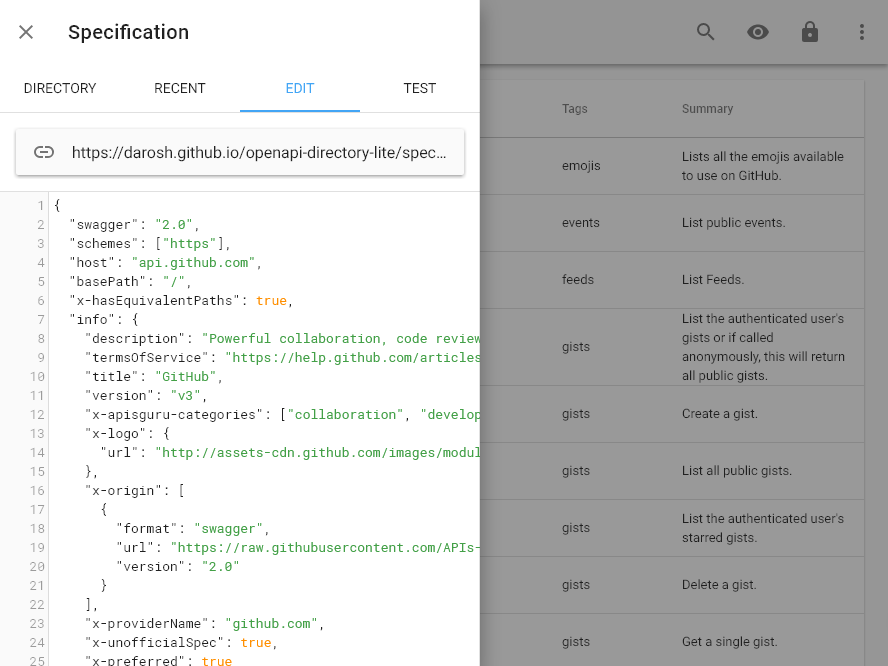 Specification
DIRECTORY
RECENT
EDIT
TEST
https://darosh.github.io/openapi-directory-lite/spec...
1 {
2 "swagger": "2.0",
3 "schemes": ["https"],
4 "host": "api.github.com",
5 "basePath": "/",
6 "x-hasEquivalentPaths": true,
7 "info": {
8 "description": "Powerful collaboration, code review
9 "termsOfService": "https://help.github.com/articles
10 "title": "GitHub",
11 "version": "v3",
12 "x-apisguru-categories": ["collaboration", "develop
13 "x-logo": {
14 "url": "http://assets-cdn.github.com/images/modul
15 },
16 "x-origin": [
17 {
18 "format": "swagger",
19 "url": "https://raw.githubusercontent.com/APIs-
20 "version": "2.0"
21 }
22 ],
23 "x-providerName": "github.com",
24 "x-unofficialSpec": true,
25 "x-preferred": true
Tags
Summary
emojis
Lists all the emojis available
to use on GitHub.
events
List public events.
feeds
List Feeds.
gists
List the authenticated user's
gists or if called
anonymously, this will return
all public gists.
gists
Create a gist.
gists
List all public gists.
gists
List the authenticated user's
starred gists.
gists
Delete a gist.
gists
Get a single gist.